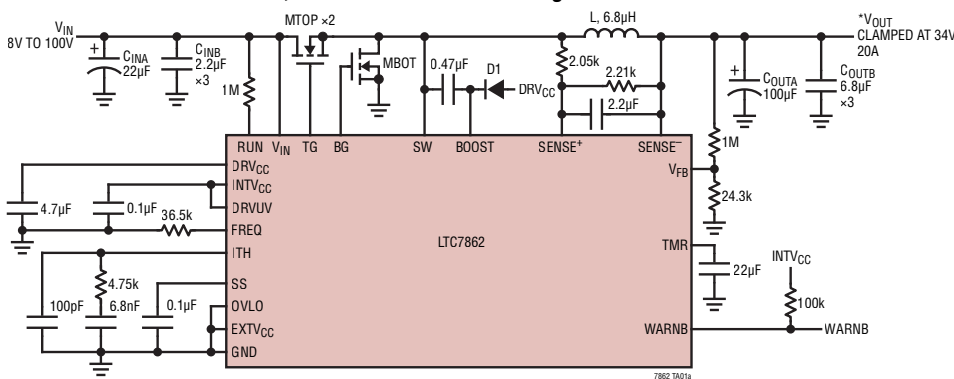 MTOP ×2
L, 6.8µH
VIN
8V TO 100V
*VOUT
CLAMPED AT 34V
20A
+
CINA
22µF
CINB
2.2µF
×3
1M
MBOT
0.47µF
D1
DRVCC
2.05k
2.21k
2.2µF
+
COUTA
100µF
COUTB
6.8µF
×3
1M
24.3k
RUN VIN TG BG SW BOOST SENSE+ SENSE–
VFB
DRVCC
INTVCC
DRVUV
FREQ
ITH
SS
OVLO
EXTVCC
GND
LTC7862
TMR
WARNB
4.7µF
0.1µF
36.5k
4.75k
100pF
6.8nF
0.1µF
22µF
INTVCC
100k
WARNB
7862 TA01a